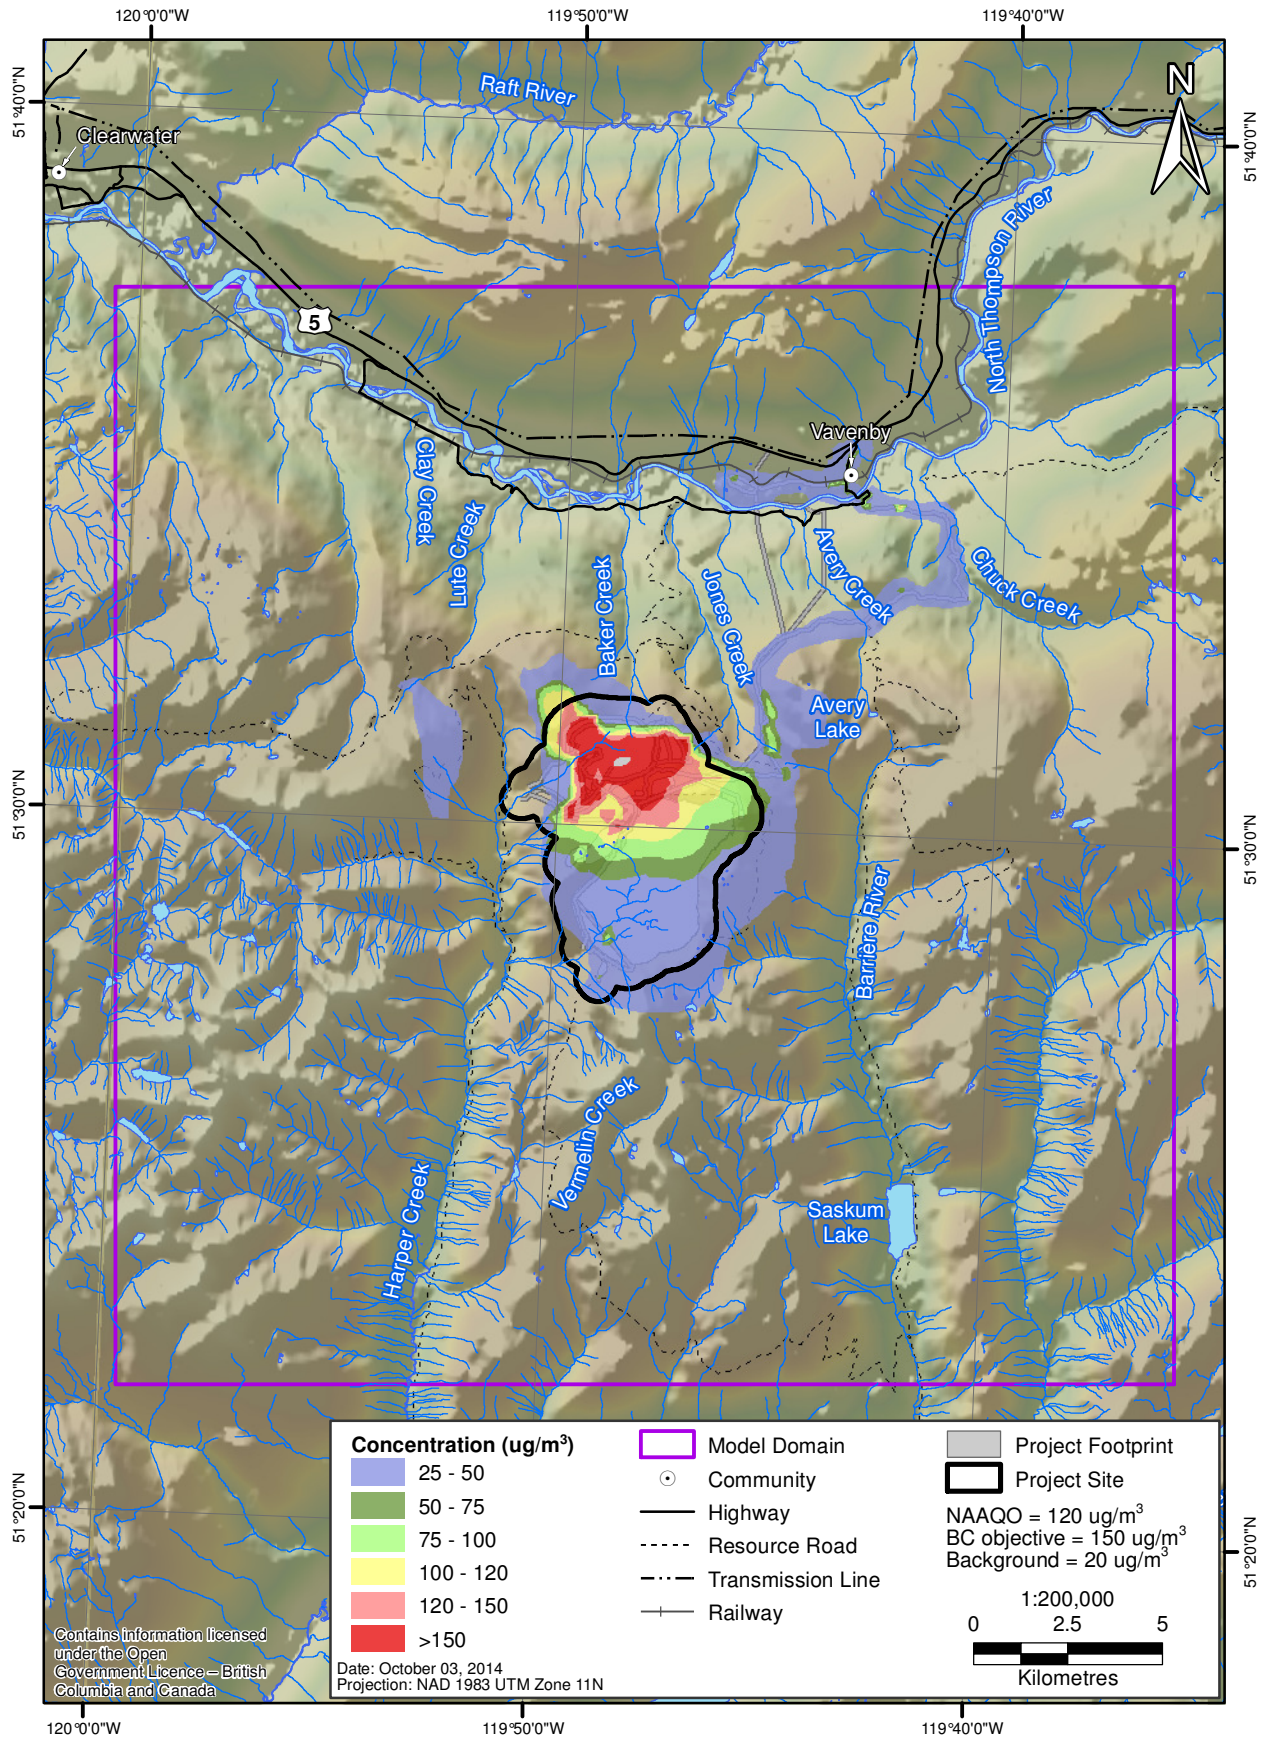 120°0'0"W
119°50'0"W
119°40'0"W
51°40'0"N
51°40'0"N
N
Raft River
Clearwater
North Thompson River
5
Vavenby
Clay Creek
Lute Creek
Baker Creek
Jones Creek
Avery Creek
Chuck Creek
Avery
Lake
51°30'0"N
51°30'0"N
Barrière River
Vermelin Creek
Harper Creek
Saskum
Lake
51°20'0"N
51°20'0"N
Concentration (ug/m³)
25 - 50
50 - 75
75 - 100
100 - 120
120 - 150
>150
Date: October 03, 2014
Projection: NAD 1983 UTM Zone 11N
Model Domain
Community
Highway
Resource Road
Transmission Line
Railway
Project Footprint
Project Site
NAAQO = 120 ug/m³
BC objective = 150 ug/m³
Background = 20 ug/m³
1:200,000
0 2.5 5
Kilometres
Contains information licensed
under the Open
Government Licence – British
Columbia and Canada
120°0'0"W
119°50'0"W
119°40'0"W